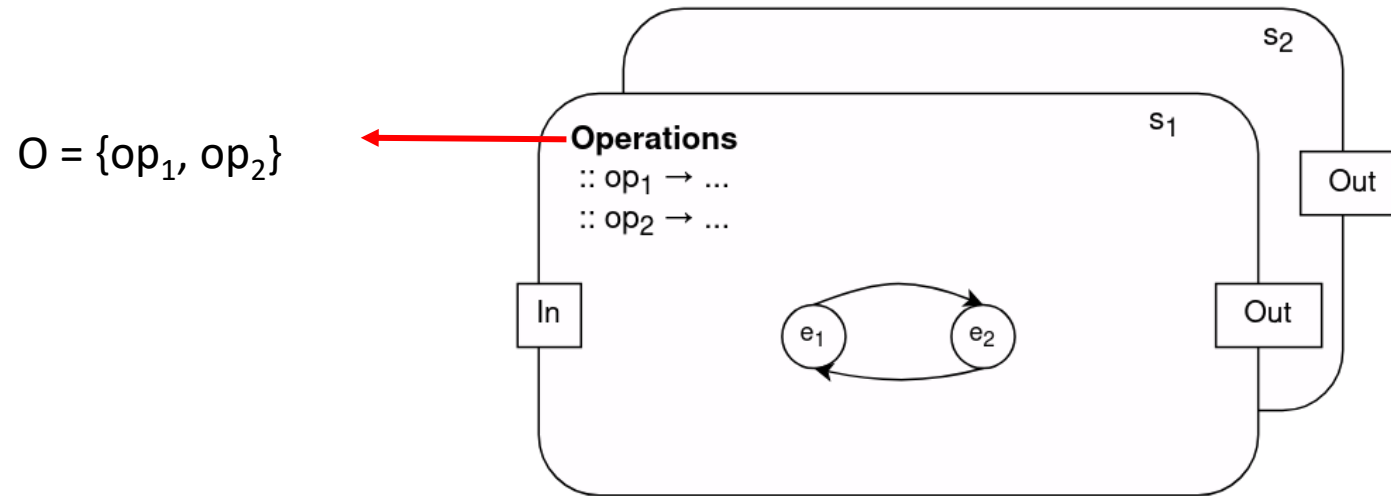 s₂
s₁
O = {op₁, op₂}
Operations
:: op₁ → ...
:: op₂ → ...
Out
In
e₁
e₂
Out